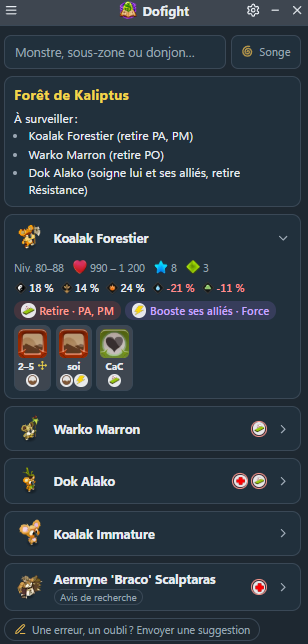 Dofight
Monstre, sous-zone ou donjon...
Songe
Forêt de Kaliptus
À surveiller :
Koalak Forestier (retire PA, PM)
Warko Marron (retire PO)
Dok Alako (soigne lui et ses alliés, retire
Résistance)
Koalak Forestier
Niv. 80–88 990 – 1 200 8 3
18 % 14 % 24 % -21 % -11 %
Retire · PA, PM Booste ses alliés · Force
2–5 soi CaC
Warko Marron
Dok Alako
Koalak Immature
Aermyne 'Braco' Scalptaras
Avis de recherche
Une erreur, un oubli ? Envoyer une suggestion